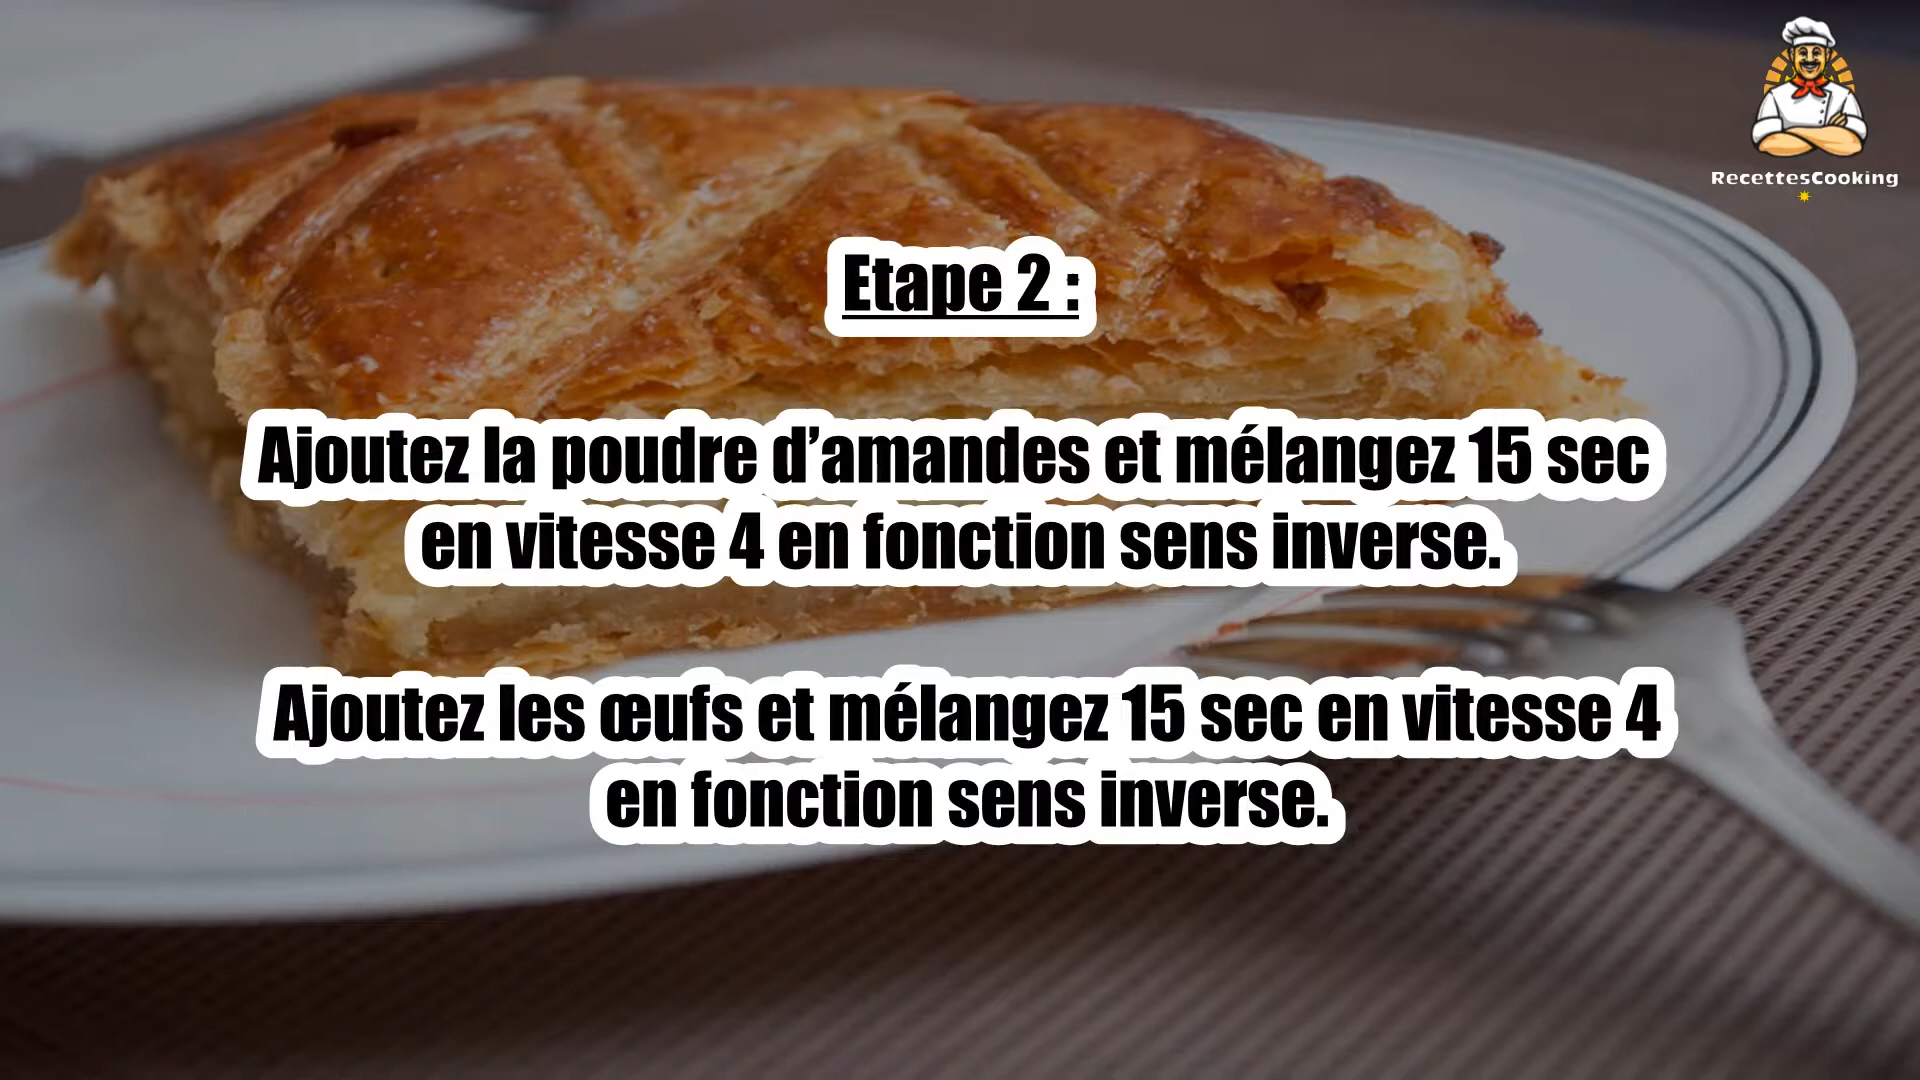 RecettesCooking
Etape 2 :
Ajoutez la poudre d’amandes et mélangez 15 sec
en vitesse 4 en fonction sens inverse.
Ajoutez les œufs et mélangez 15 sec en vitesse 4
en fonction sens inverse.